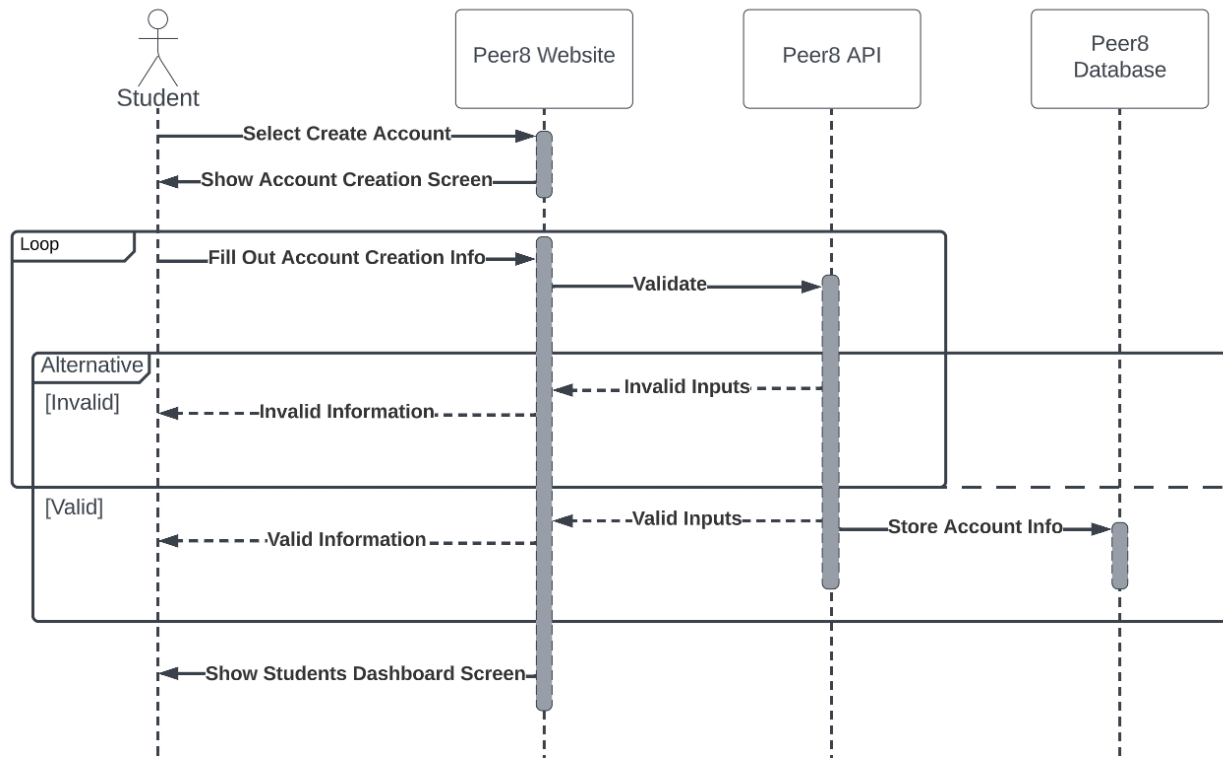 Student
Peer8 Website
Peer8 API
Peer8
Database
Select Create Account
Show Account Creation Screen
Loop
Fill Out Account Creation Info
Validate
Alternative
[Invalid]
Invalid Inputs
Invalid Information
[Valid]
Valid Inputs
Store Account Info
Valid Information
Show Students Dashboard Screen